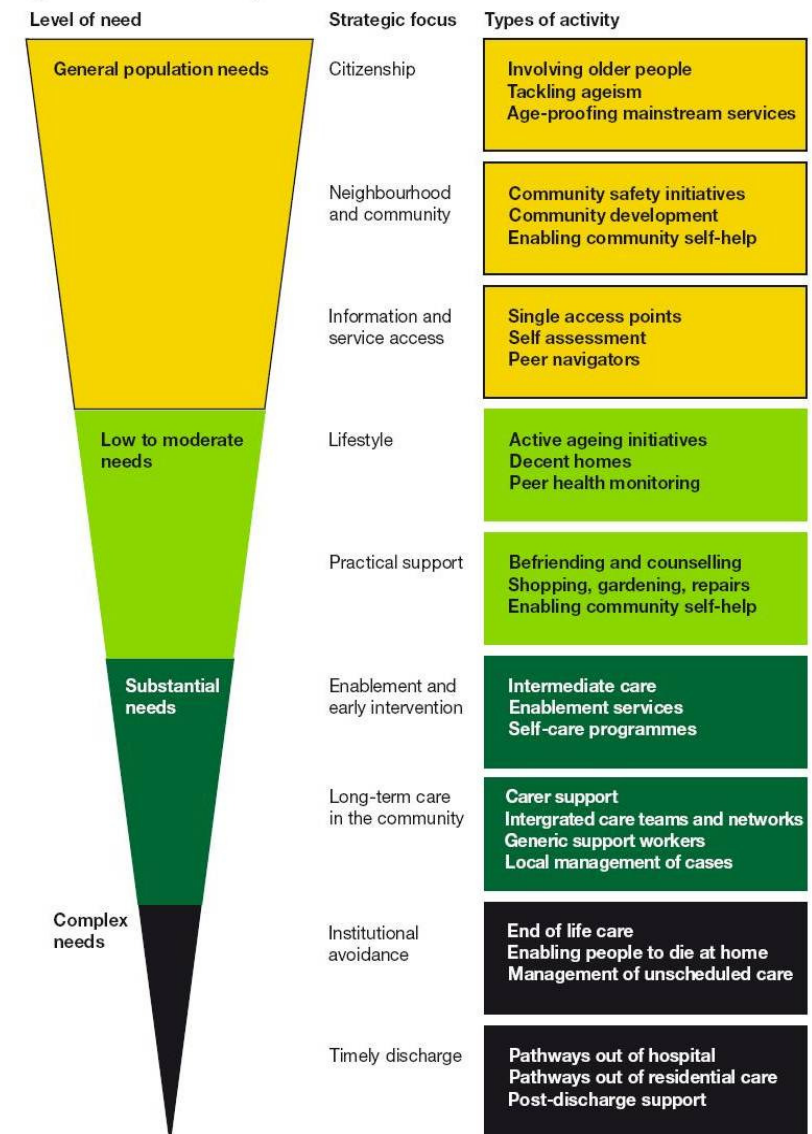 Level of need
Strategic focus
Types of activity
General population needs
Citizenship
Involving older people
Tackling ageism
Age-proofing mainstream services
Neighbourhood
and community
Community safety initiatives
Community development
Enabling community self-help
Information and
service access
Single access points
Self assessment
Peer navigators
Low to moderate
needs
Lifestyle
Active ageing initiatives
Decent homes
Peer health monitoring
Practical support
Befriending and counselling
Shopping, gardening, repairs
Enabling community self-help
Substantial
needs
Enablement and
early intervention
Intermediate care
Enablement services
Self-care programmes
Long-term care
in the community
Carer support
Intergrated care teams and networks
Generic support workers
Local management of cases
Complex
needs
Institutional
avoidance
End of life care
Enabling people to die at home
Management of unscheduled care
Timely discharge
Pathways out of hospital
Pathways out of residential care
Post-discharge support